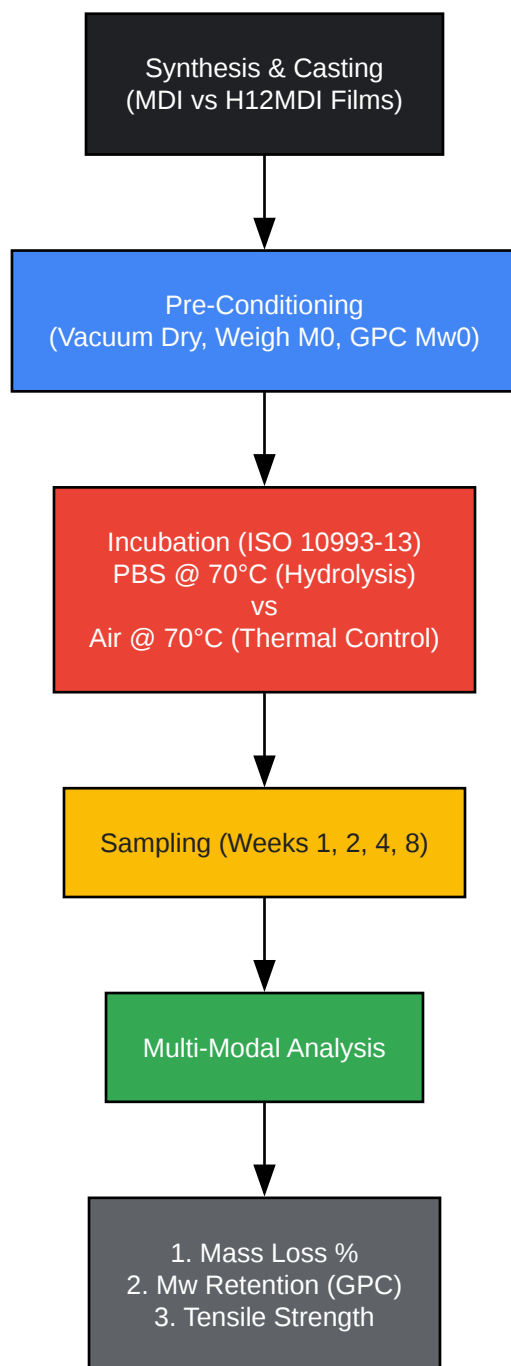 Synthesis & Casting
(MDI vs H12MDI Films)
Pre-Conditioning
(Vacuum Dry, Weigh M0, GPC Mw0)
Incubation (ISO 10993-13)
PBS @ 70°C (Hydrolysis)
vs
Air @ 70°C (Thermal Control)
Sampling (Weeks 1, 2, 4, 8)
Multi-Modal Analysis
1. Mass Loss %
2. Mw Retention (GPC)
3. Tensile Strength